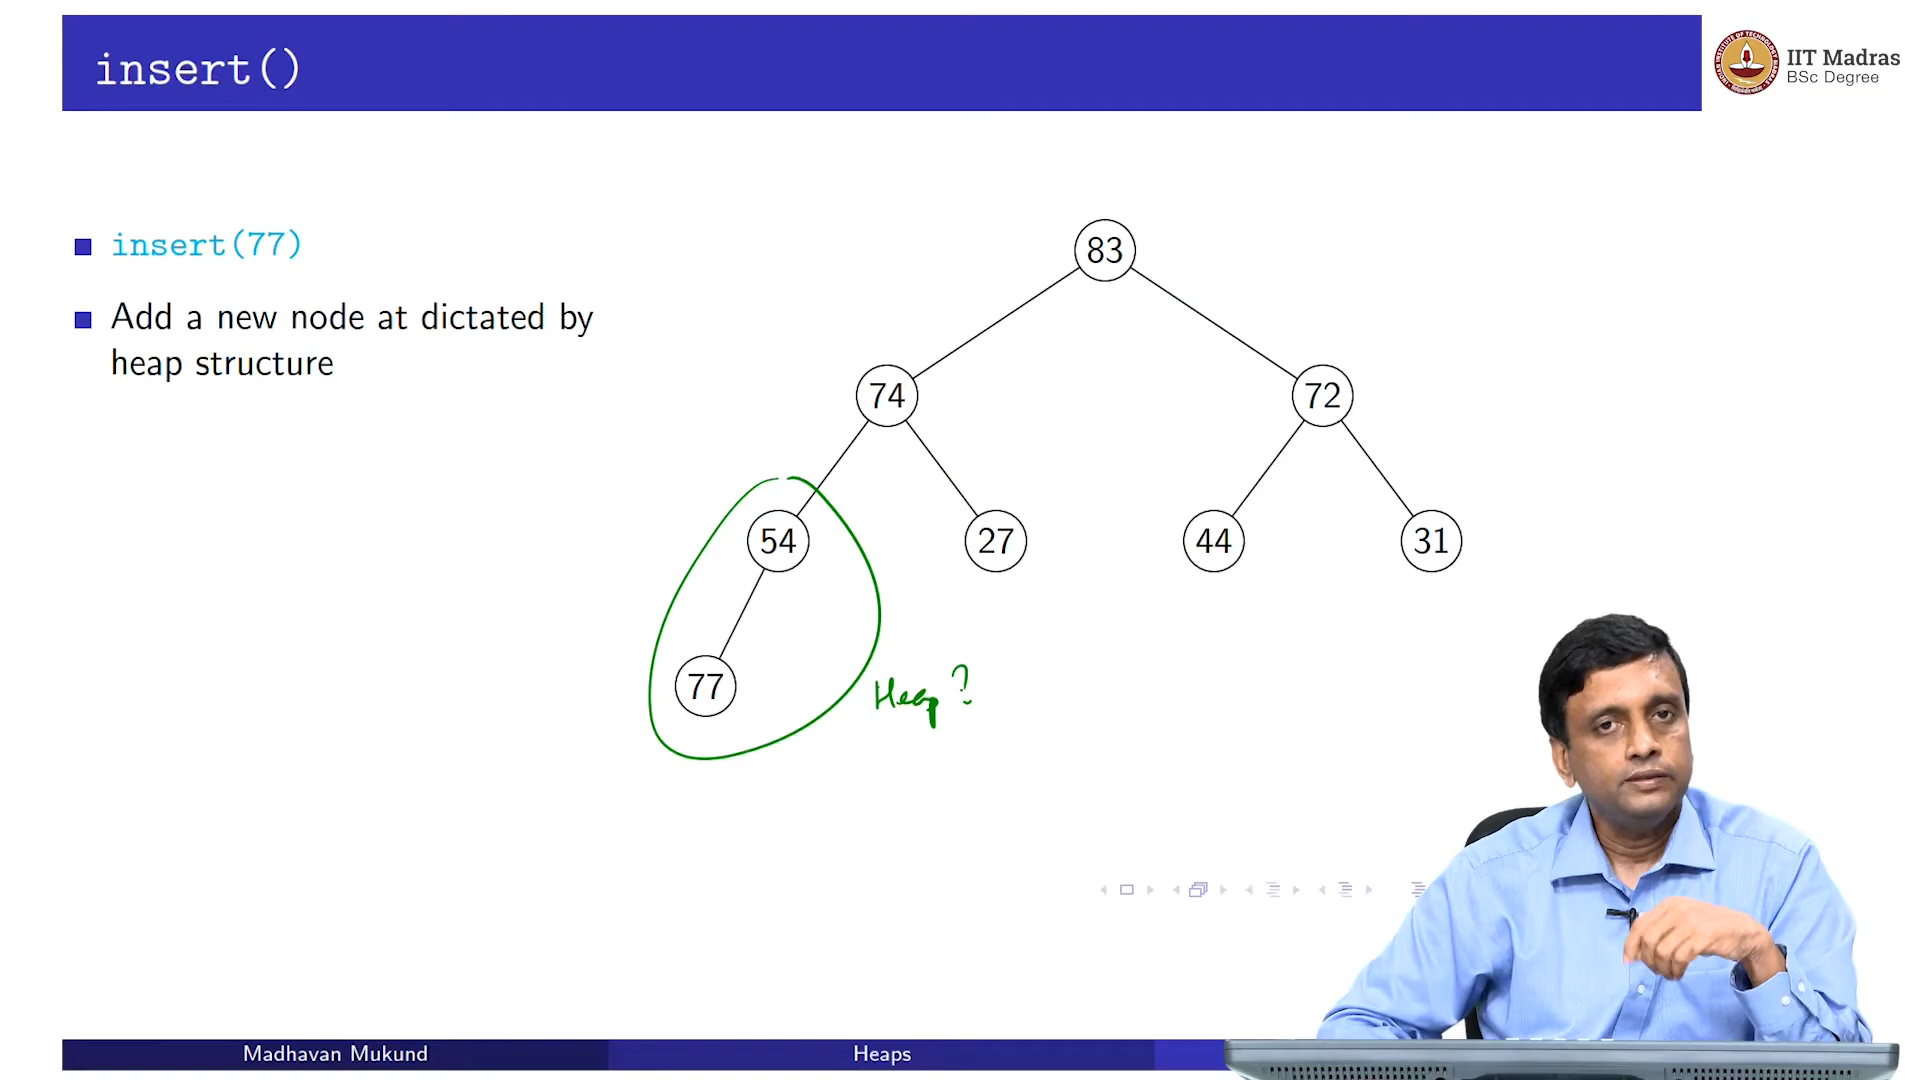 insert()
IIT Madras
BSc Degree
insert(77)
Add a new node at dictated by
heap structure
83
74
72
54
27
44
31
77
Heap?
Madhavan Mukund
Heaps